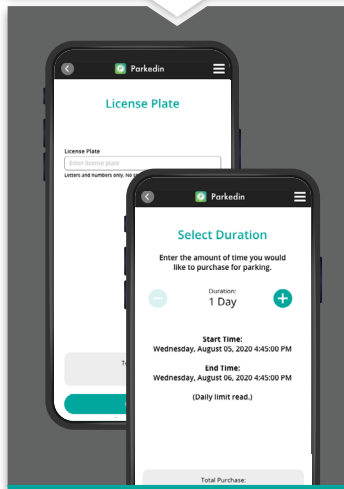 Parkedin
License Plate
License Plate
Enter license plate
Letters and numbers only. No
Parkedin
Select Duration
Enter the amount of time you would
like to purchase for parking.
Duration:
1 Day
Start Time:
Wednesday, August 05, 2020 4:45:00 PM
End Time:
Wednesday, August 06, 2020 4:45:00 PM
(Daily limit read.)
Total Purchase: